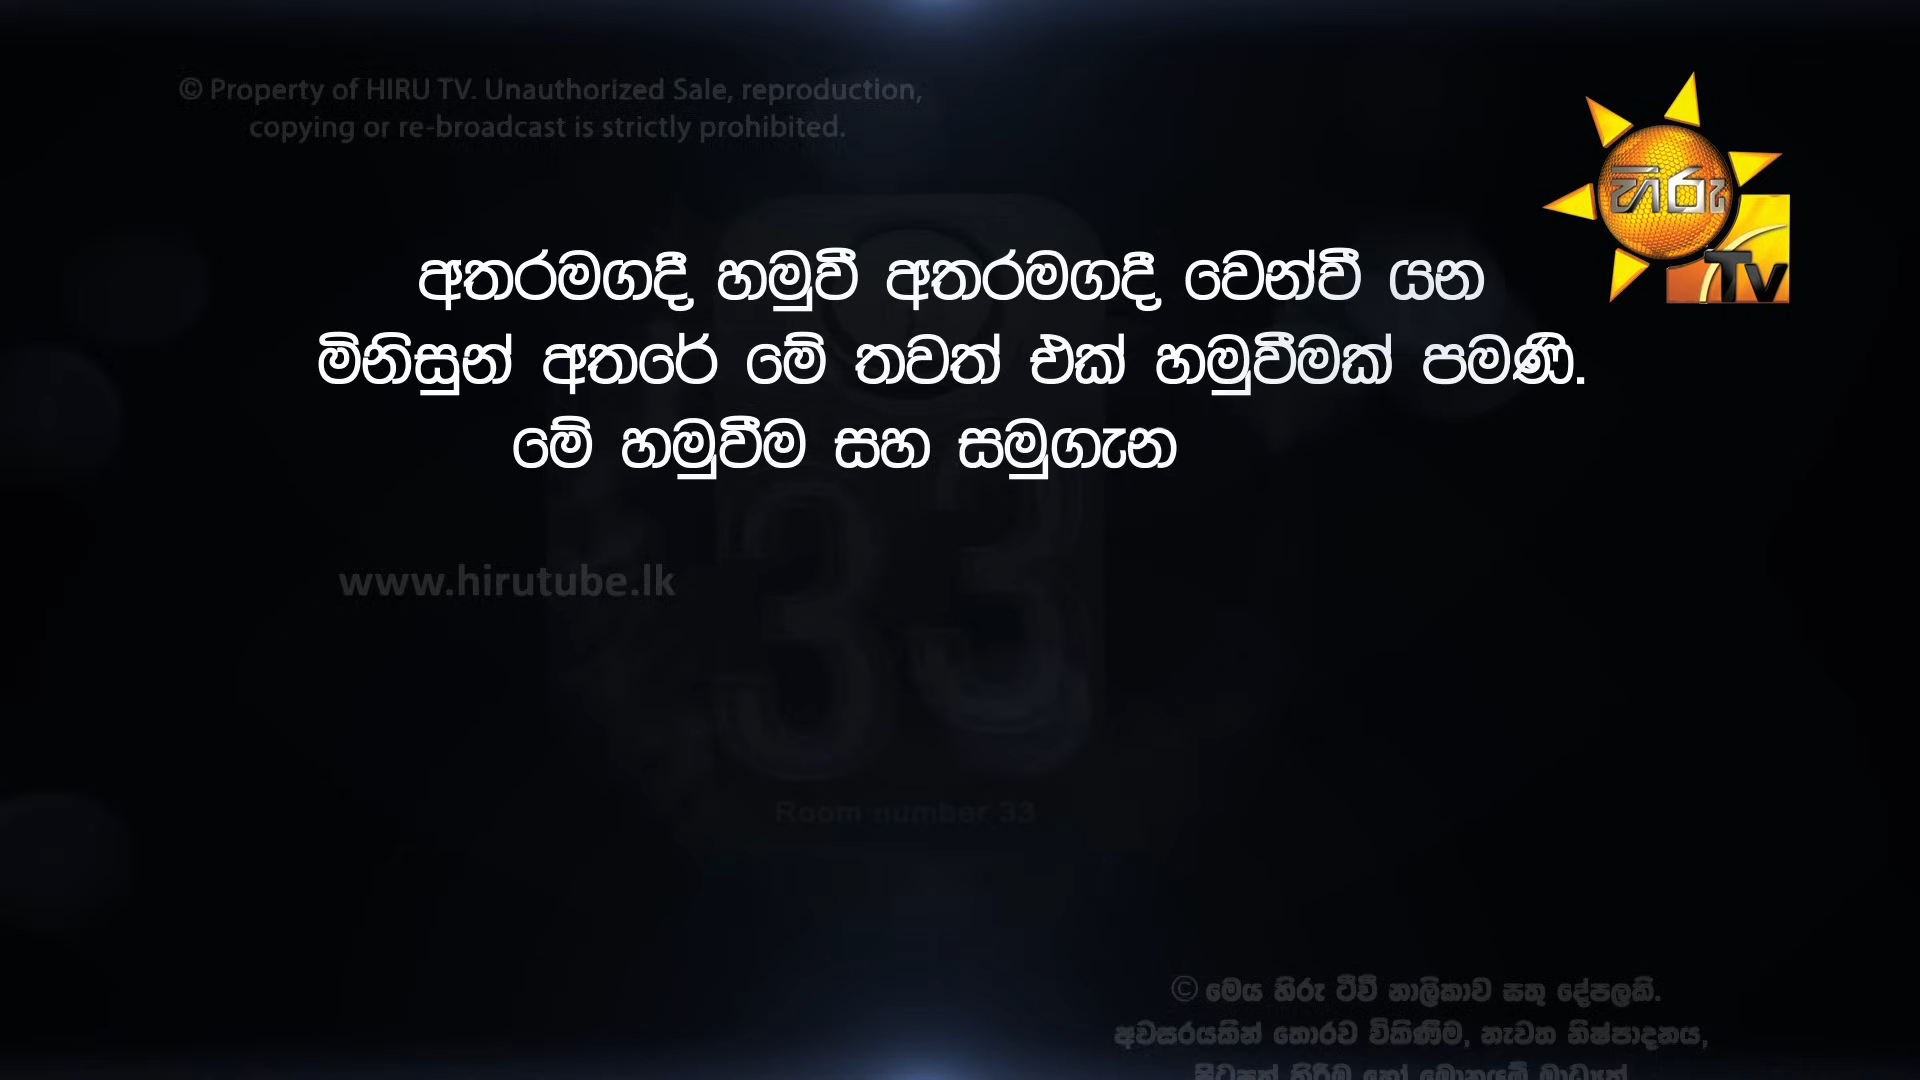 © Property of HIRU TV. Unauthorized Sale, reproduction,
copying or re-broadcast is strictly prohibited.
හිරු
TV
අතරමගදී හමුවී අතරමගදී වෙන්වී යන
මිනිසුන් අතරේ මේ තවත් එක් හමුවීමක් පමණි.
මේ හමුවීම සහ සමුගැන
33
www.hirutube.lk
Room number 33
© මෙය හිරු ටීවී නාලිකාව සතු දේපලකි.
අවසරයකින් තොරව විකිණීම, නැවත නිෂ්පාදනය,